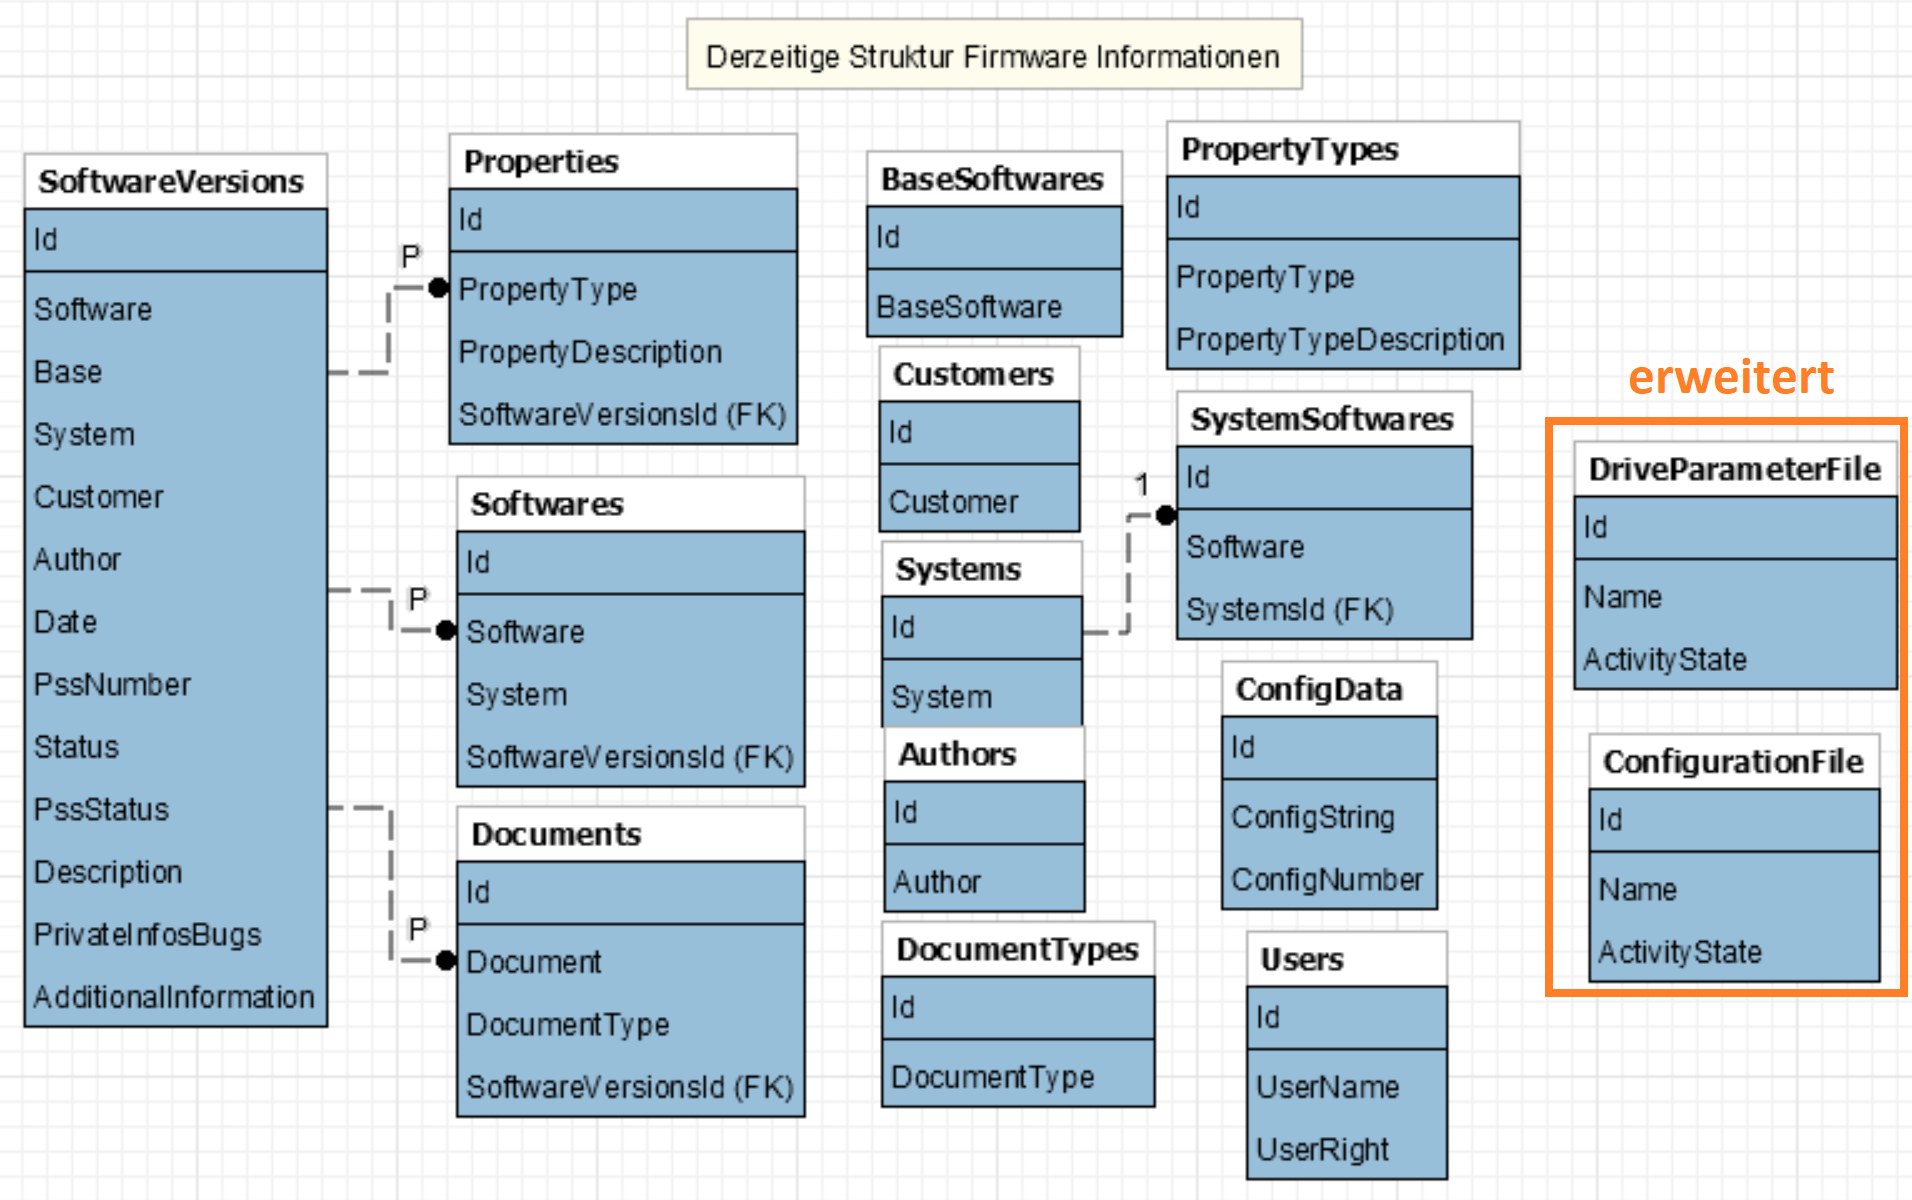 Derzeitige Struktur Firmware Informationen
SoftwareVersions
Id
Software
Base
System
Customer
Author
Date
PssNumber
Status
PssStatus
Description
PrivateInfosBugs
AdditionalInformation
P
Properties
Id
PropertyType
PropertyDescription
SoftwareVersionsId (FK)
P
Softwares
Id
Software
System
SoftwareVersionsId (FK)
P
Documents
Id
Document
DocumentType
SoftwareVersionsId (FK)
BaseSoftwares
Id
BaseSoftware
Customers
Id
Customer
Systems
Id
System
Authors
Id
Author
DocumentTypes
Id
DocumentType
PropertyTypes
Id
PropertyType
PropertyTypeDescription
1
SystemSoftwares
Id
Software
SystemsId (FK)
ConfigData
Id
ConfigString
ConfigNumber
Users
Id
UserName
UserRight
erweitert
DriveParameterFile
Id
Name
ActivityState
ConfigurationFile
Id
Name
ActivityState